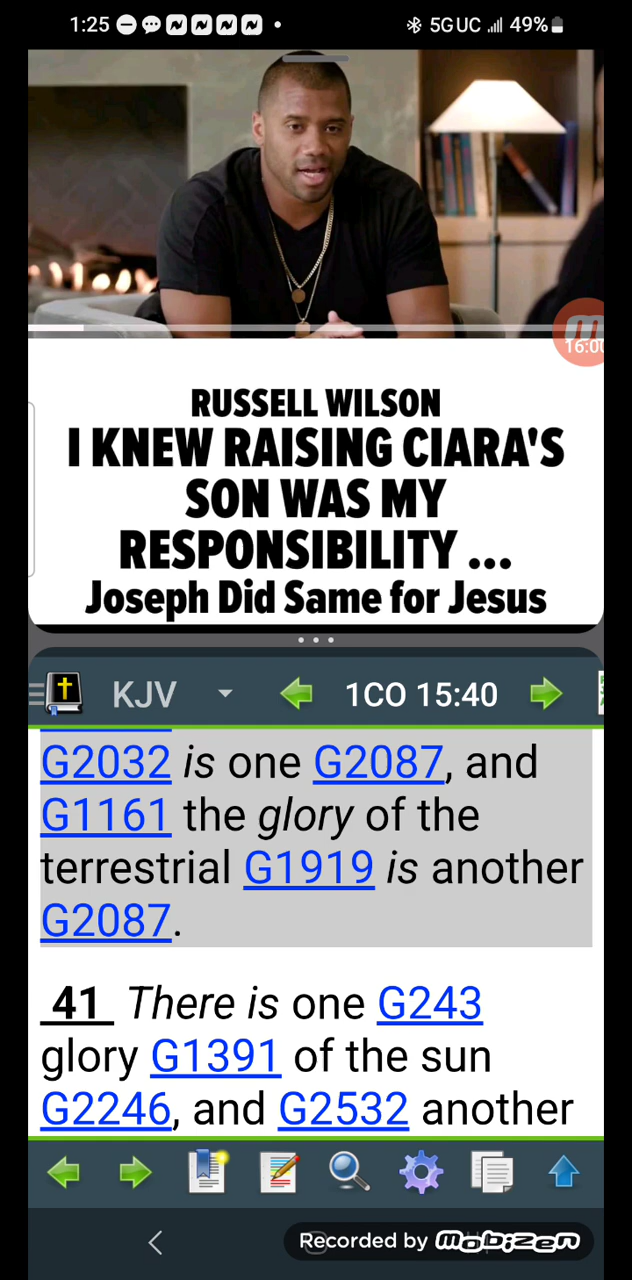 1:25
5GUC 49%
16:00
RUSSELL WILSON
I KNEW RAISING CIARA'S
SON WAS MY
RESPONSIBILITY ...
Joseph Did Same for Jesus
KJV 1CO 15:40
G2032 is one G2087, and
G1161 the glory of the
terrestrial G1919 is another
G2087.
41 There is one G243
glory G1391 of the sun
G2246, and G2532 another
Recorded by mobizen